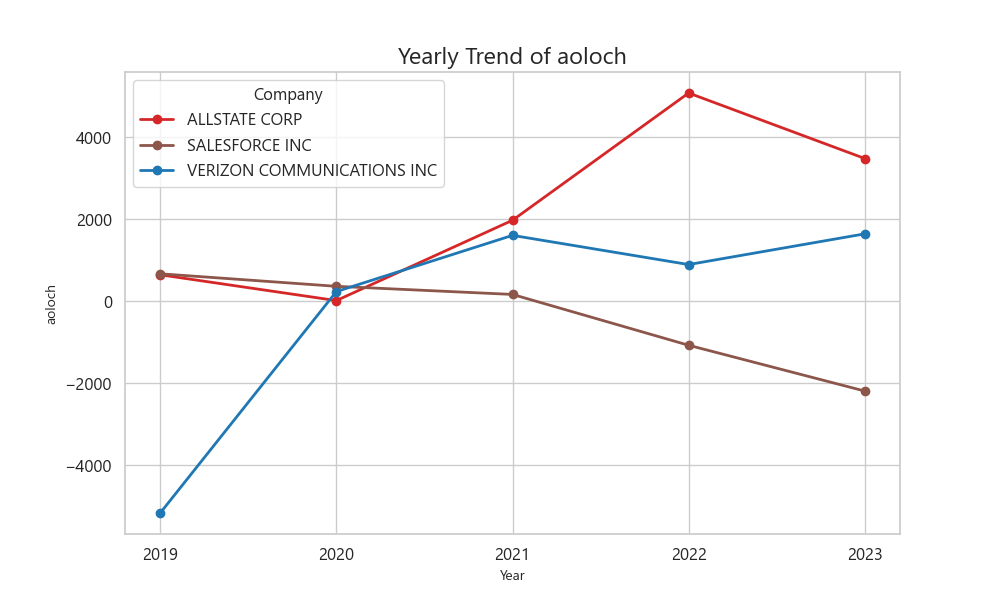 Yearly Trend of aoloch
Company
ALLSTATE CORP
SALESFORCE INC
VERIZON COMMUNICATIONS INC
4000
2000
0
−2000
−4000
aoloch
2019 2020 2021 2022 2023
Year